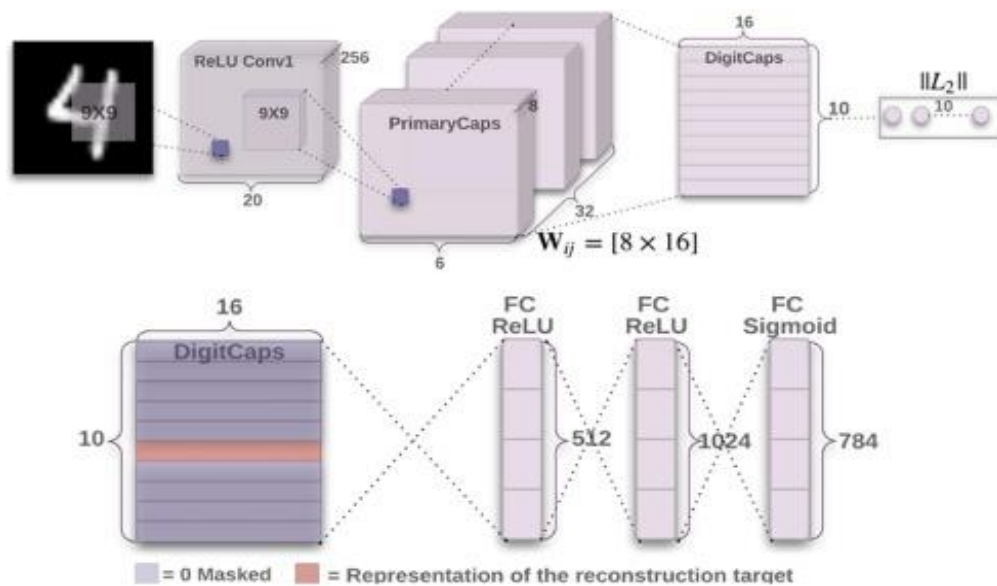 16
ReLU Conv1
256
DigitCaps
||L₂||
9X9
9X9
8
PrimaryCaps
10
10
20
32
6
W_ij = [8 × 16]
16
FC ReLU
FC ReLU
FC Sigmoid
DigitCaps
10
512
1024
784
= 0 Masked
= Representation of the reconstruction target